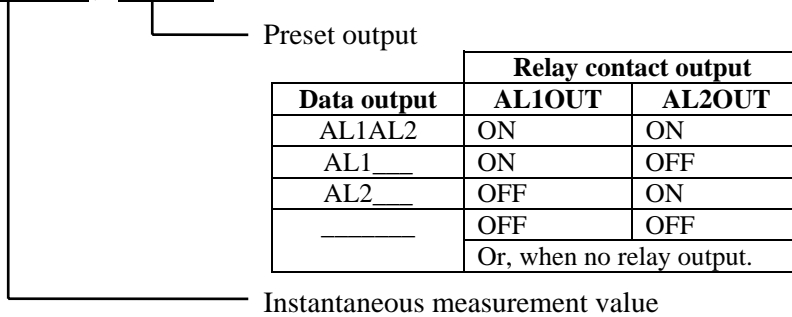 Preset output
Relay contact output
Data output AL1OUT AL2OUT
AL1AL2 ON ON
AL1___ ON OFF
AL2___ OFF ON
_______ OFF OFF
Or, when no relay output.
Instantaneous measurement value